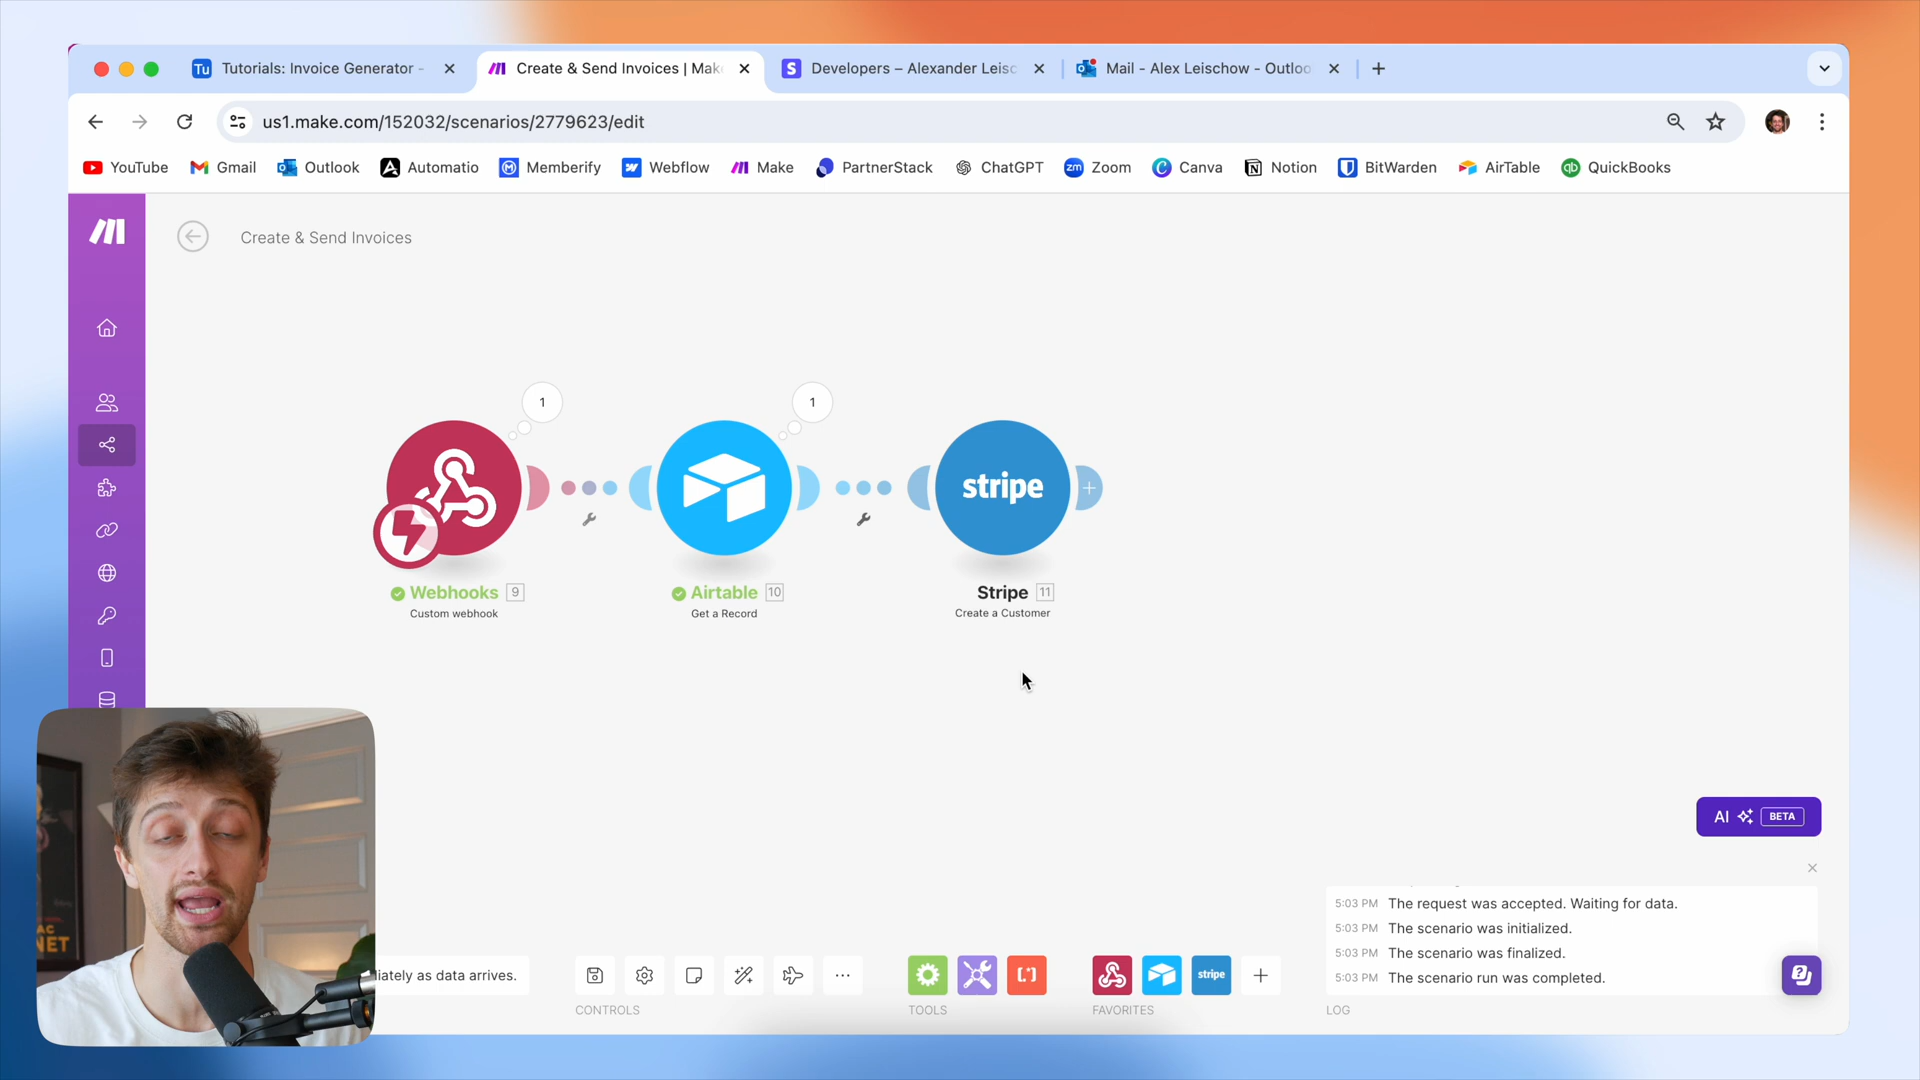 Tu Tutorials: Invoice Generator -
Create & Send Invoices | Mak
S Developers – Alexander Leisc
Mail - Alex Leischow - Outloo
us1.make.com/152032/scenarios/2779623/edit
YouTube Gmail Outlook Automatio Memberify Webflow Make PartnerStack ChatGPT zm Zoom Canva Notion BitWarden AirTable qb QuickBooks
Create & Send Invoices
1 1
stripe
Webhooks 9 Airtable 10 Stripe 11
Custom webhook Get a Record Create a Customer
AI BETA
5:03 PM The request was accepted. Waiting for data.
5:03 PM The scenario was initialized.
5:03 PM The scenario was finalized.
5:03 PM The scenario run was completed.
iately as data arrives.
stripe
CONTROLS TOOLS FAVORITES LOG
NET